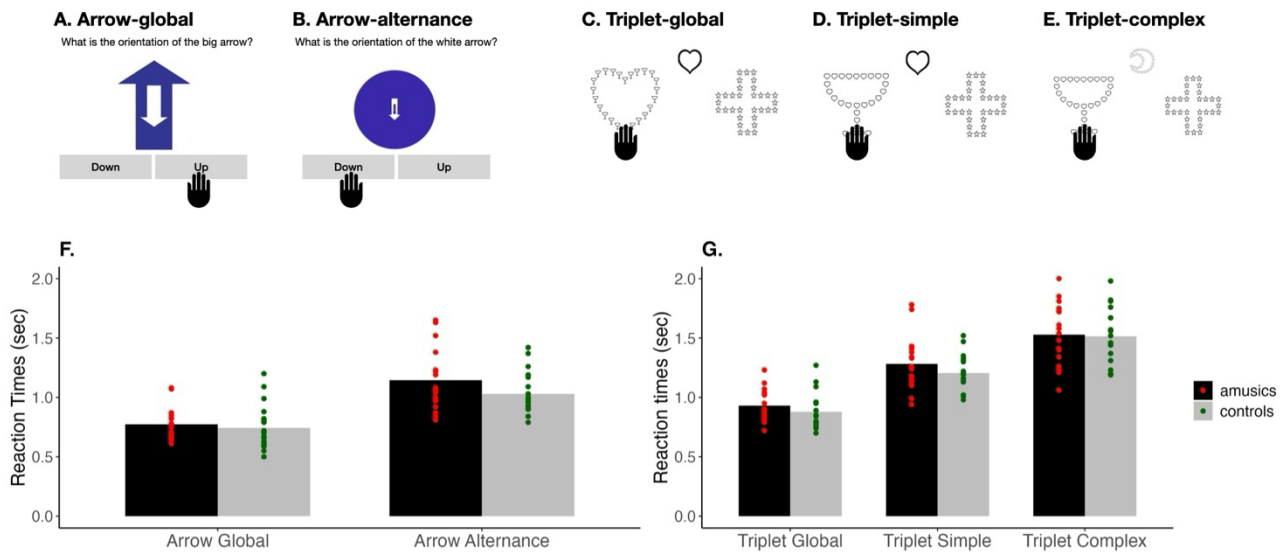 A. Arrow-global
What is the orientation of the big arrow?
Down
Up
B. Arrow-alternance
What is the orientation of the white arrow?
Down
Up
C. Triplet-global
D. Triplet-simple
E. Triplet-complex
F.
Reaction Times (sec)
2.0
1.5
1.0
0.5
0.0
Arrow Global
Arrow Alternance
G.
Reaction times (sec)
2.0
1.5
1.0
0.5
0.0
Triplet Global
Triplet Simple
Triplet Complex
amusics
controls